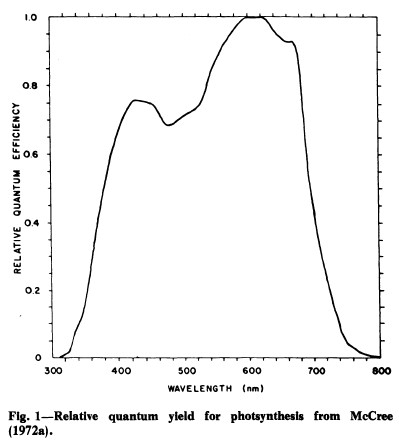 1.0
0.8
0.6
0.4
0.2
0
RELATIVE QUANTUM EFFICIENCY
300 400 500 600 700 800
WAVELENGTH (nm)
Fig. 1—Relative quantum yield for photsynthesis from McCree
(1972a).